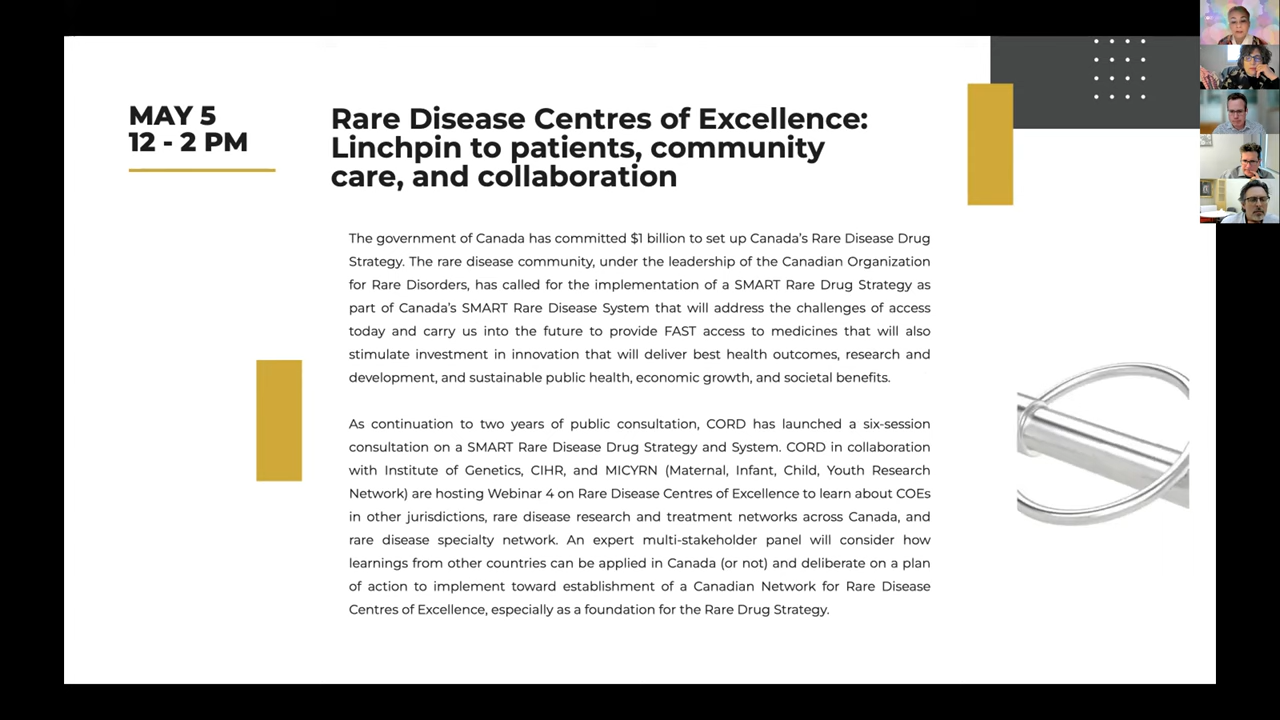 MAY 5
12 - 2 PM
Rare Disease Centres of Excellence:
Linchpin to patients, community
care, and collaboration
The government of Canada has committed $1 billion to set up Canada's Rare Disease Drug
Strategy. The rare disease community, under the leadership of the Canadian Organization
for Rare Disorders, has called for the implementation of a SMART Rare Drug Strategy as
part of Canada's SMART Rare Disease System that will address the challenges of access
today and carry us into the future to provide FAST access to medicines that will also
stimulate investment in innovation that will deliver best health outcomes, research and
development, and sustainable public health, economic growth, and societal benefits.
As continuation to two years of public consultation, CORD has launched a six-session
consultation on a SMART Rare Disease Drug Strategy and System. CORD in collaboration
with Institute of Genetics, CIHR, and MICYRN (Maternal, Infant, Child, Youth Research
Network) are hosting Webinar 4 on Rare Disease Centres of Excellence to learn about COEs
in other jurisdictions, rare disease research and treatment networks across Canada, and
rare disease specialty network. An expert multi-stakeholder panel will consider how
learnings from other countries can be applied in Canada (or not) and deliberate on a plan
of action to implement toward establishment of a Canadian Network for Rare Disease
Centres of Excellence, especially as a foundation for the Rare Drug Strategy.